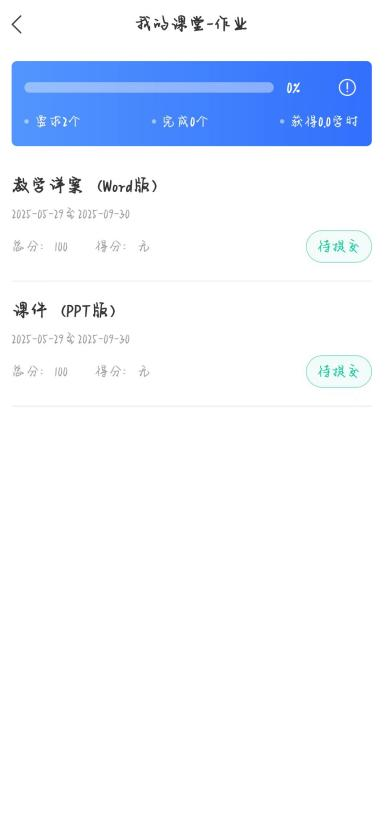 我的课堂-作业
0%
要求2个
完成0个
获得0.0学时
教学详案（Word版）
2025-05-29至2025-09-30
总分：100 得分：无
待提交
课件（PPT版）
2025-05-29至2025-09-30
总分：100 得分：无
待提交